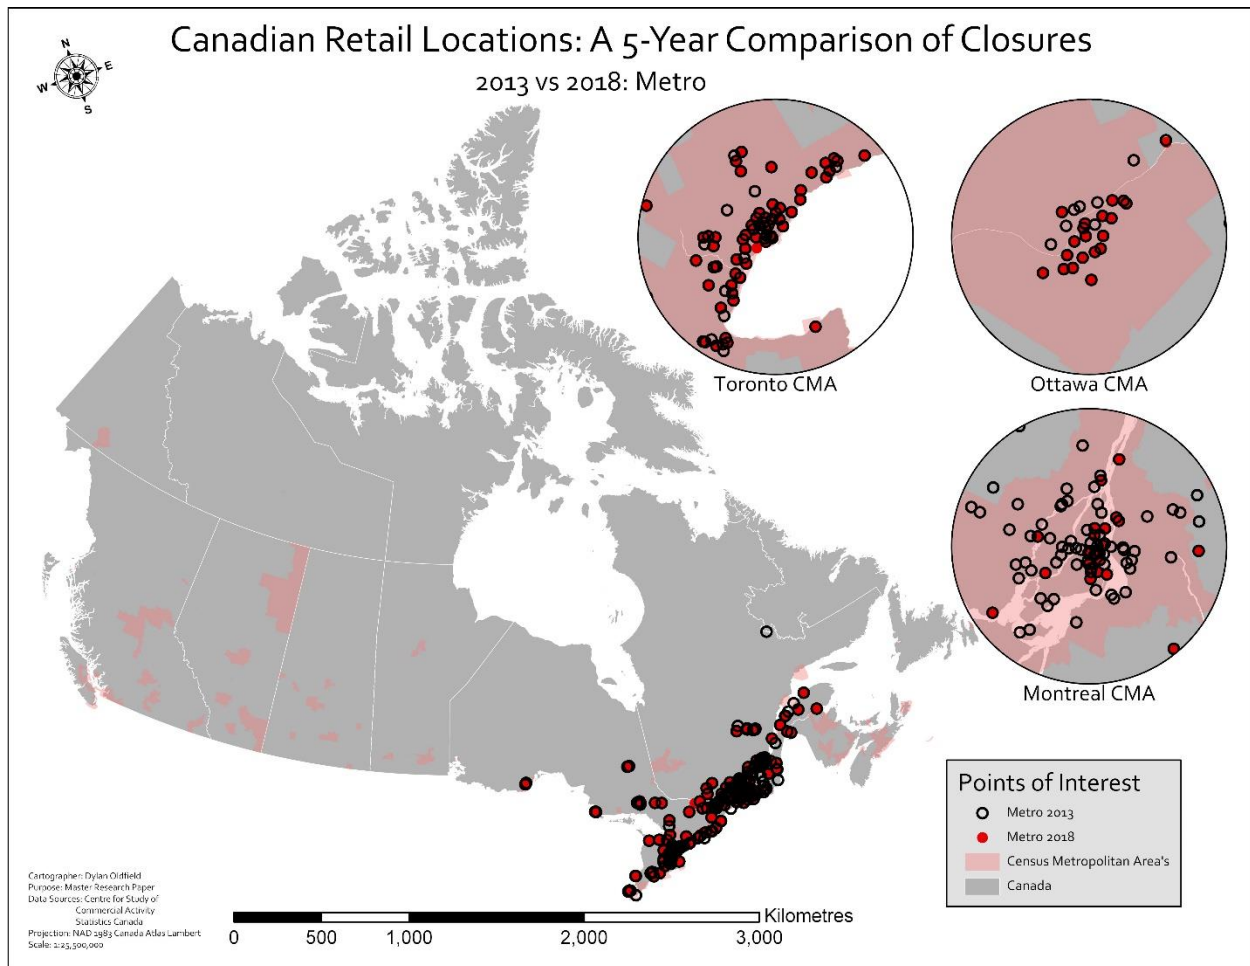 Canadian Retail Locations: A 5-Year Comparison of Closures
2013 vs 2018: Metro
N
E
W
S
Toronto CMA
Ottawa CMA
Montreal CMA
Points of Interest
Metro 2013
Metro 2018
Census Metropolitan Area's
Canada
Cartographer: Dylan Oldfield
Purpose: Master Research Paper
Data Sources: Centre for Study of
Commercial Activity
Statistics Canada
Projection: NAD 1983 Canada Atlas Lambert
Scale: 1:25,500,000
Kilometres
0 500 1,000 2,000 3,000